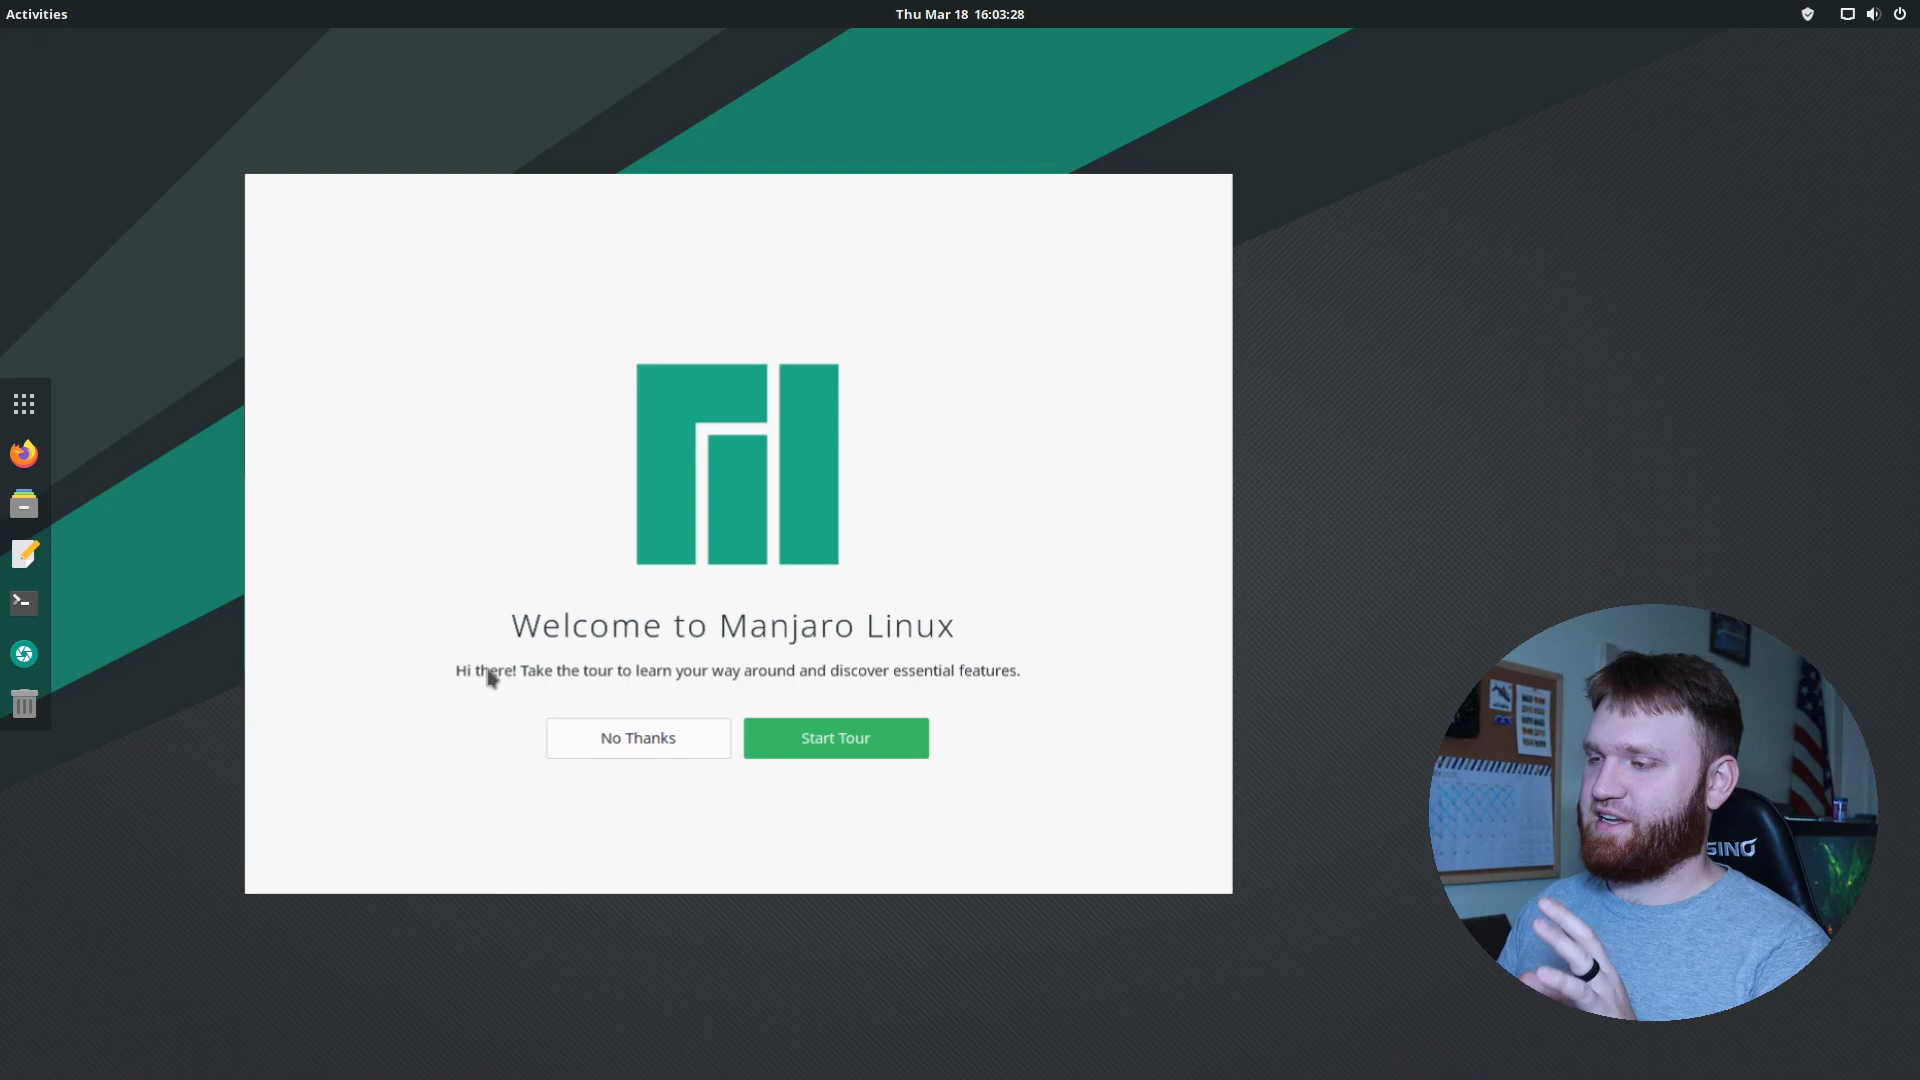 Activities
Thu Mar 18 16:03:28
Welcome to Manjaro Linux
Hi there! Take the tour to learn your way around and discover essential features.
No Thanks
Start Tour
SINO